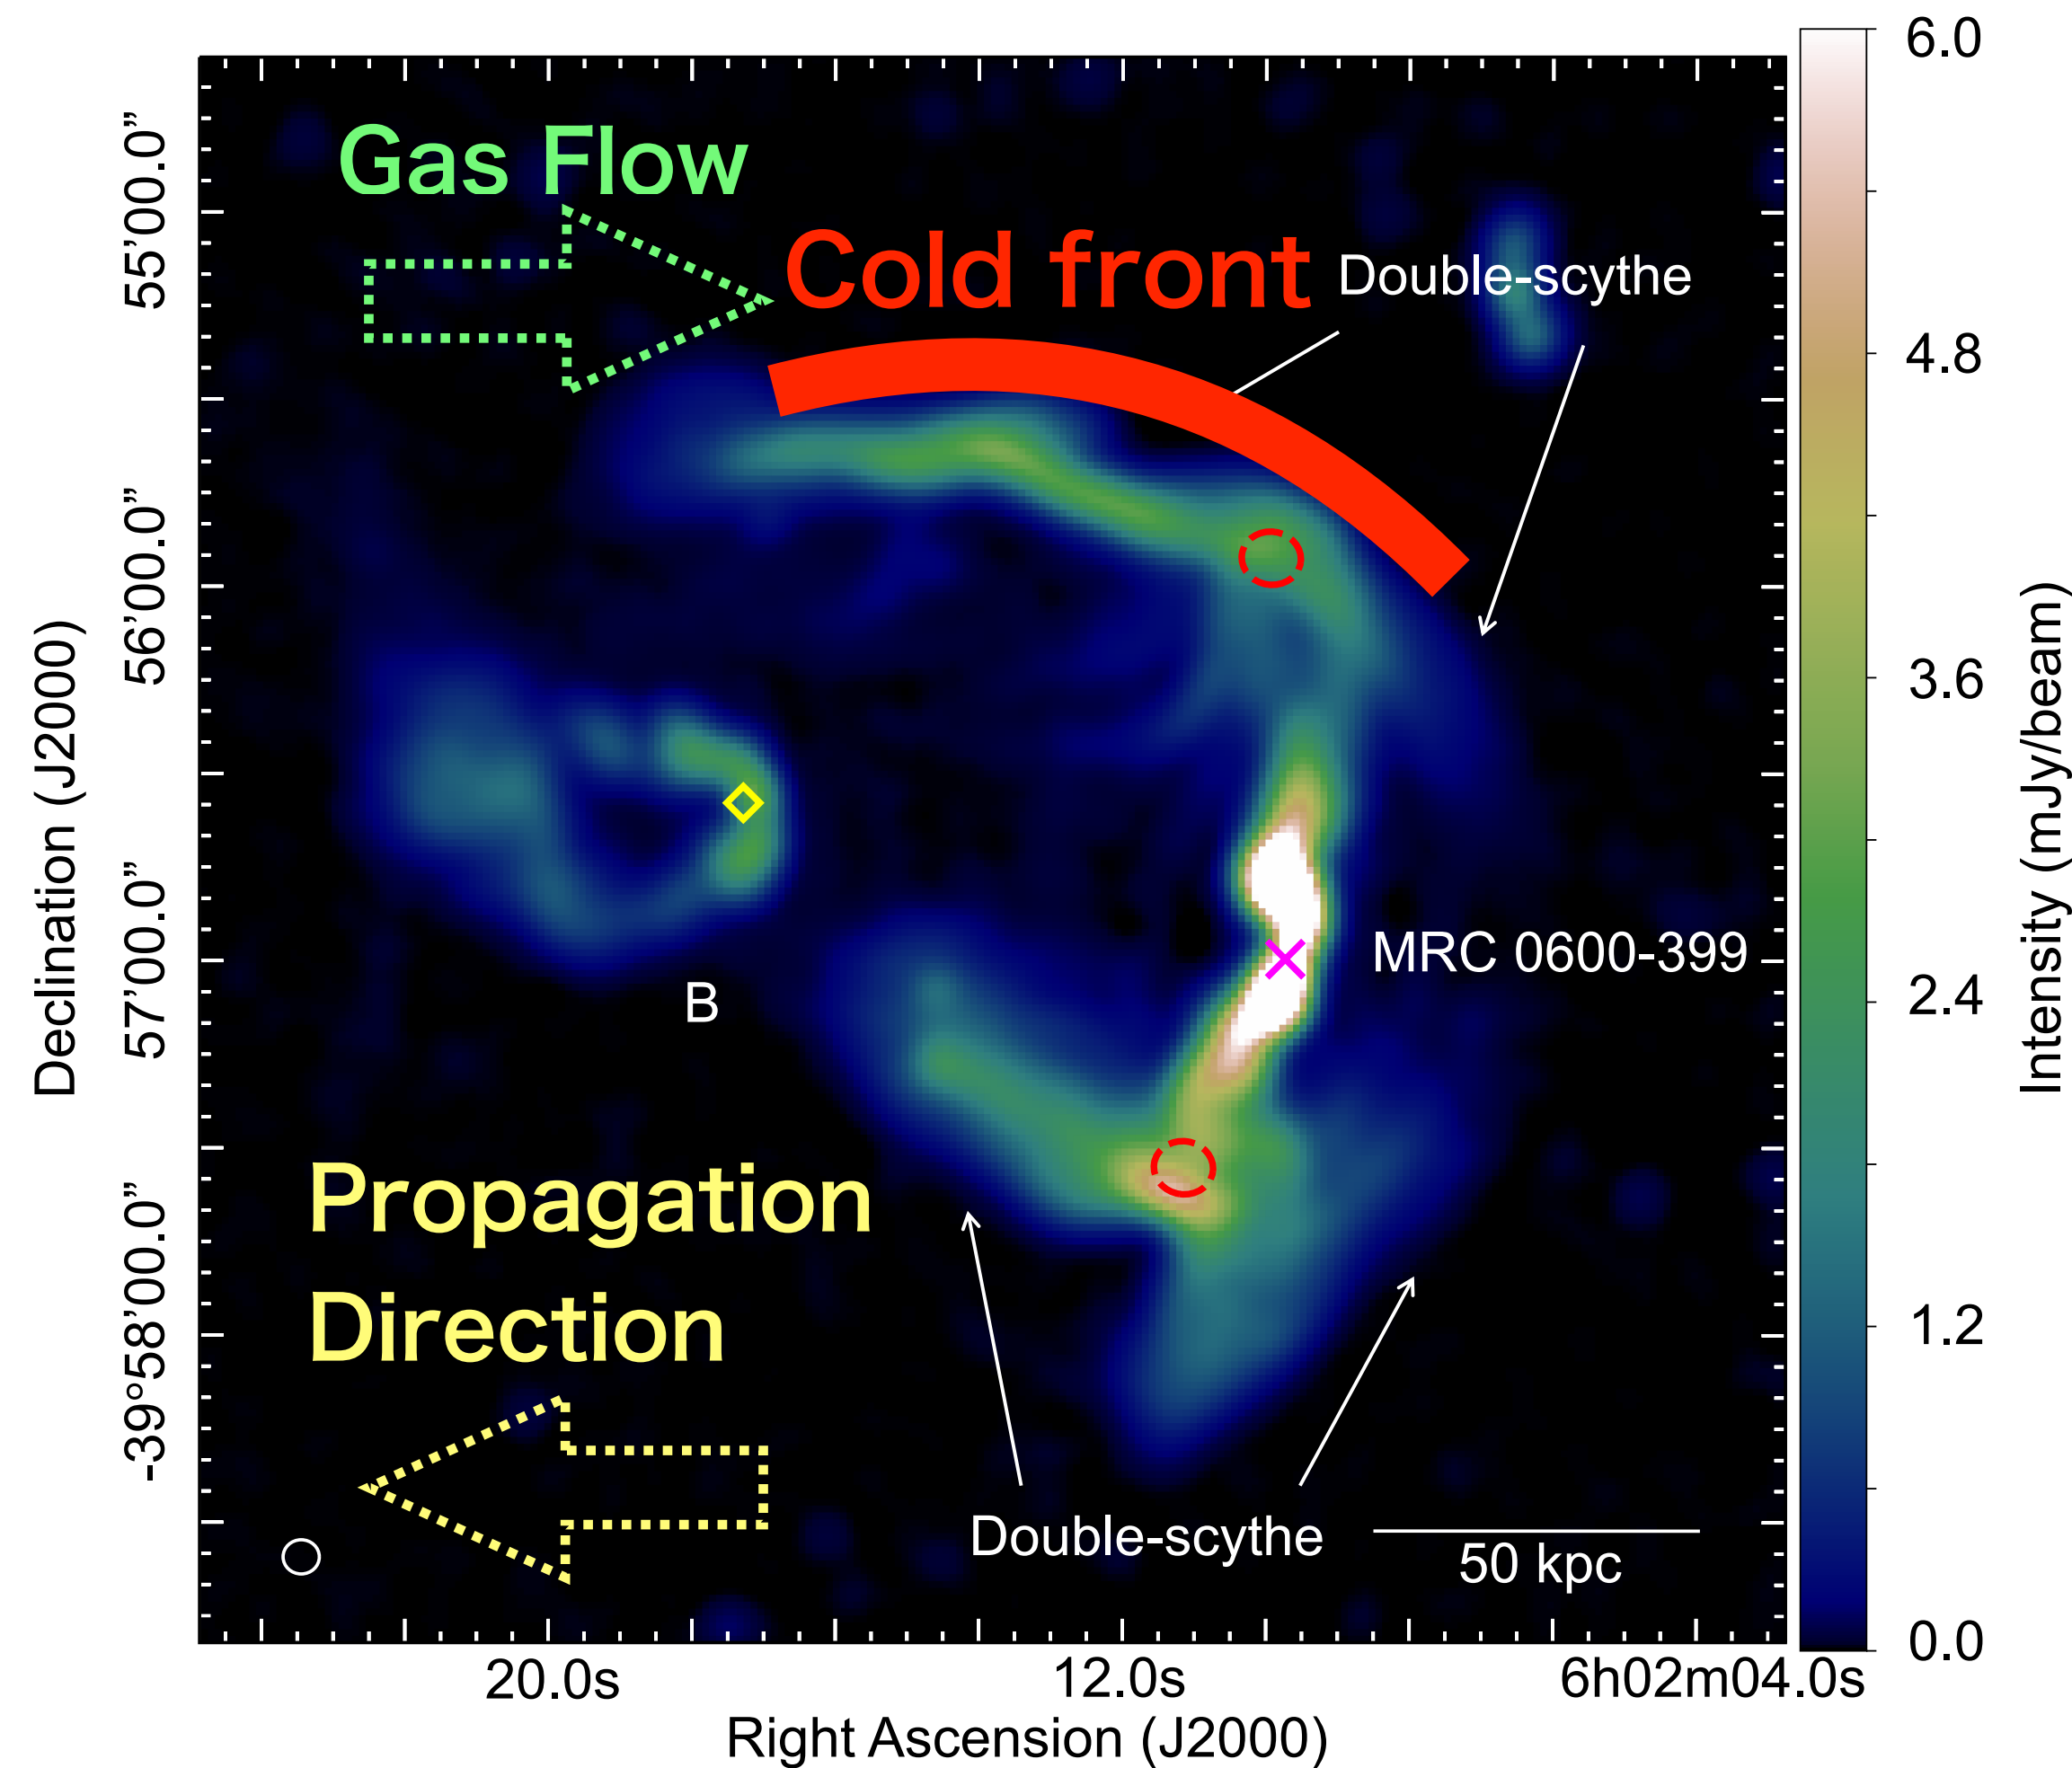 Gas Flow
Cold front
Double-scythe
MRC 0600-399
B
Propagation
Direction
Double-scythe
50 kpc
55’00.0”
56’00.0”
57’00.0”
-39°58’00.0”
Declination (J2000)
20.0s
12.0s
6h02m04.0s
Right Ascension (J2000)
6.0
4.8
3.6
2.4
1.2
0.0
Intensity (mJy/beam)